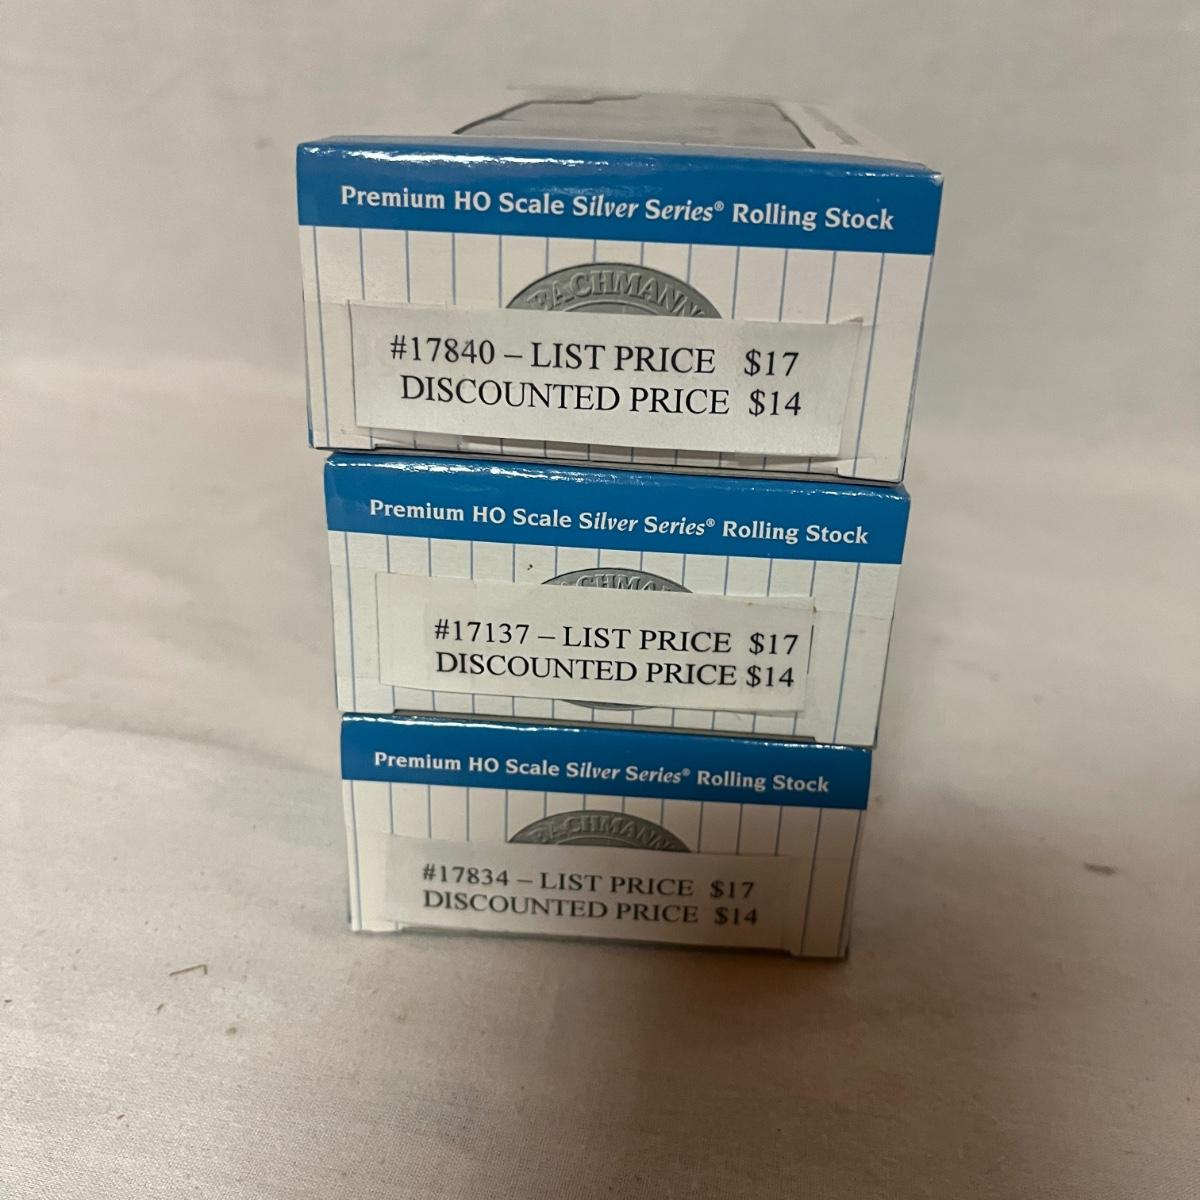 Premium HO Scale Silver Series® Rolling Stock
BACHMANN
#17840 – LIST PRICE $17
DISCOUNTED PRICE $14
Premium HO Scale Silver Series® Rolling Stock
#17137 – LIST PRICE $17
DISCOUNTED PRICE $14
Premium HO Scale Silver Series® Rolling Stock
BACHMANN
#17834 – LIST PRICE $17
DISCOUNTED PRICE $14